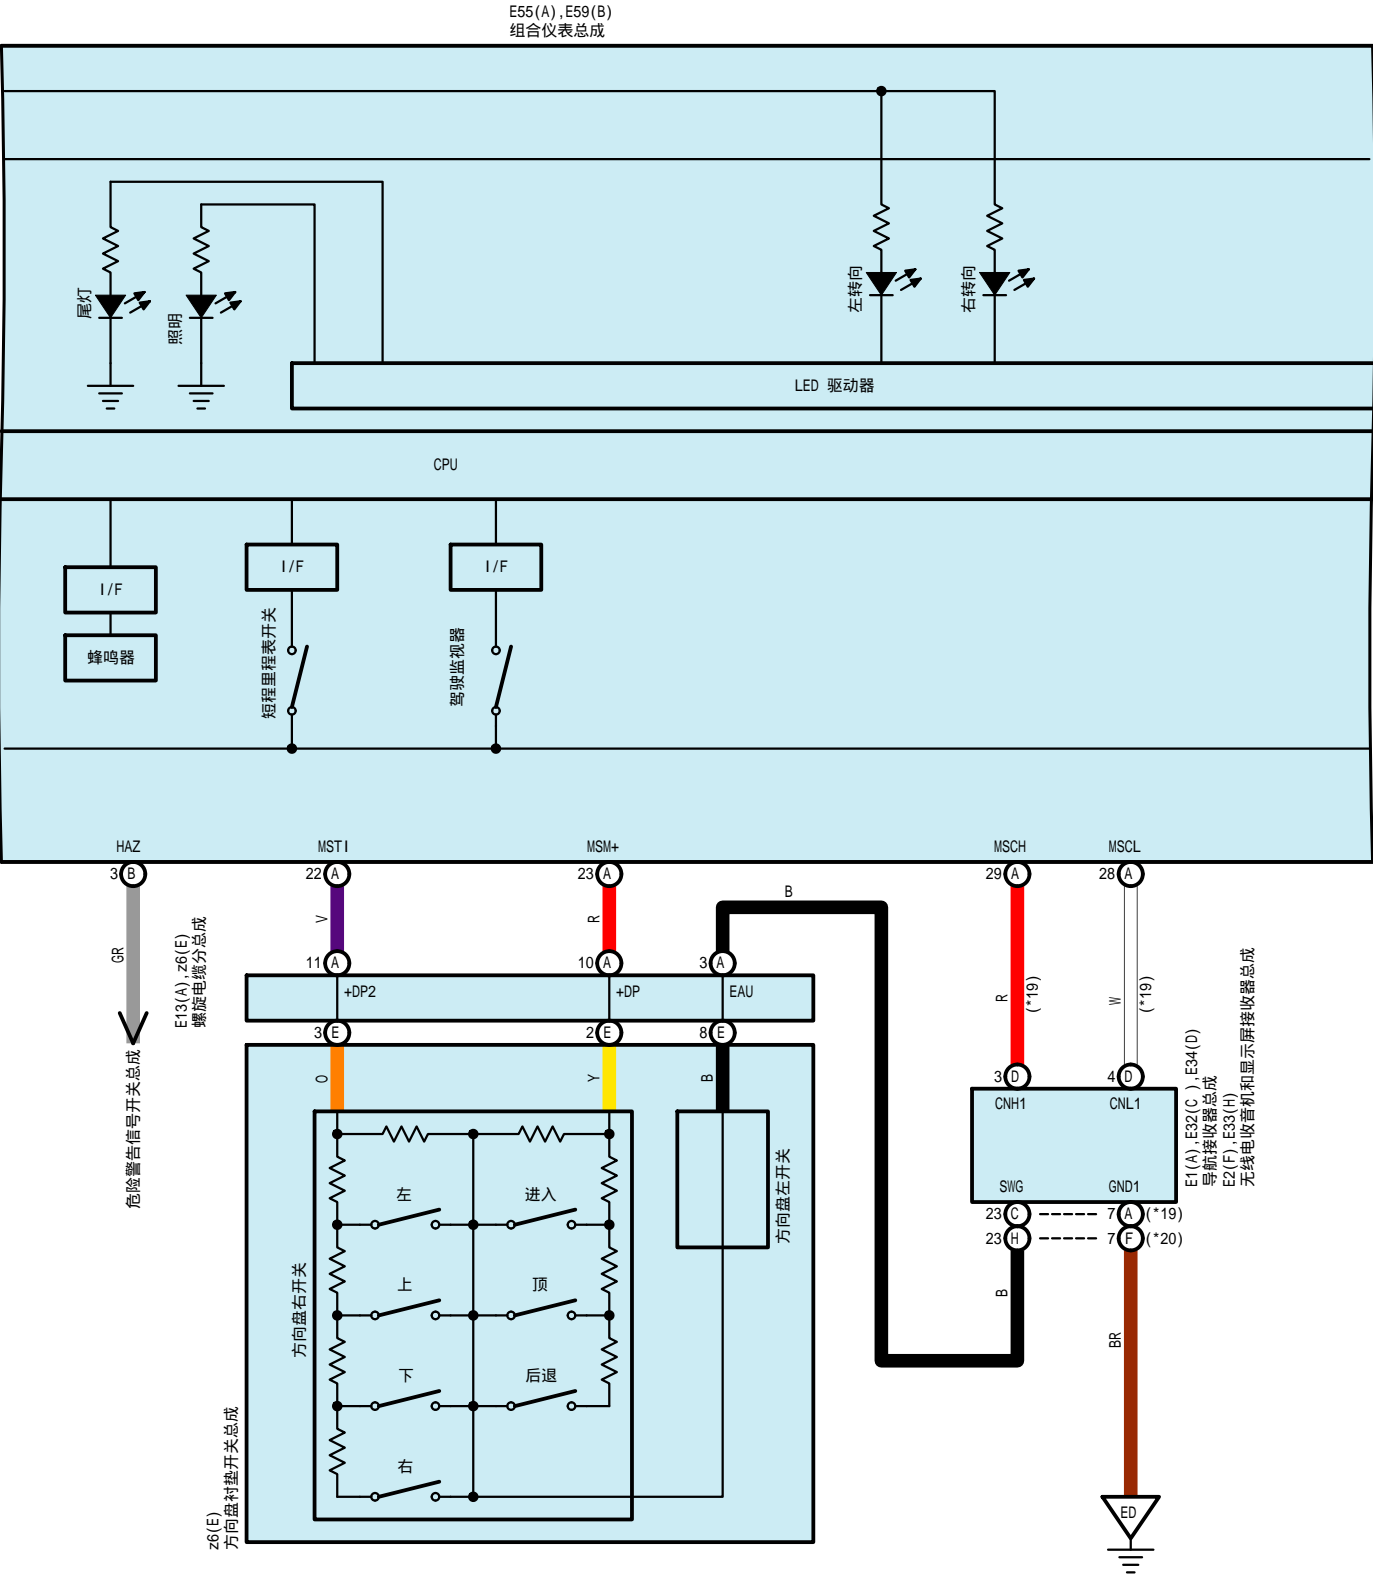 E55(A),E59(B)
组合仪表总成
尾灯
照明
左转向
右转向
LED 驱动器
CPU
I/F
I/F
I/F
蜂鸣器
短程里程表开关
驾驶监视器
HAZ
MSTI
MSM+
MSCH
MSCL
3 B
22 A
23 A
29 A
28 A
GR
V
R
B
R
(*19)
W
(*19)
E13(A),z6(E)
螺旋电缆分总成
11 A
10 A
3 A
+DP2
+DP
EAU
3 E
2 E
8 E
危险警告信号开关总成
O
Y
B
3 D
4 D
CNH1
CNL1
SWG
GND1
E1(A),E32(C ),E34(D)
导航接收器总成
E2(F),E33(H)
无线电收音机和显示屏接收器总成
23 C
7 A (*19)
23 H
7 F (*20)
方向盘左开关
方向盘右开关
左
进入
上
顶
下
后退
右
B
BR
z6(E)
方向盘衬垫开关总成
ED